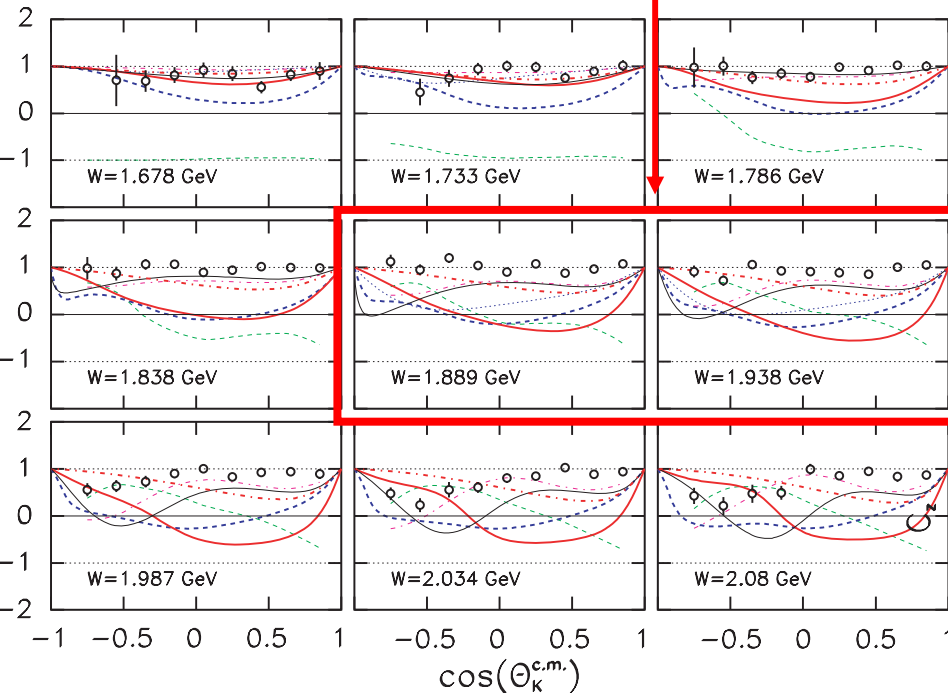 2
1
0
−1
W=1.678 GeV
W=1.733 GeV
W=1.786 GeV
2
1
0
−1
W=1.838 GeV
W=1.889 GeV
W=1.938 GeV
2
1
0
−1
−2
W=1.987 GeV
W=2.034 GeV
W=2.08 GeV
C z
−1 −0.5 0 0.5 1 −0.5 0 0.5 1 −0.5 0 0.5 1
cos(Θ_K^c.m.)